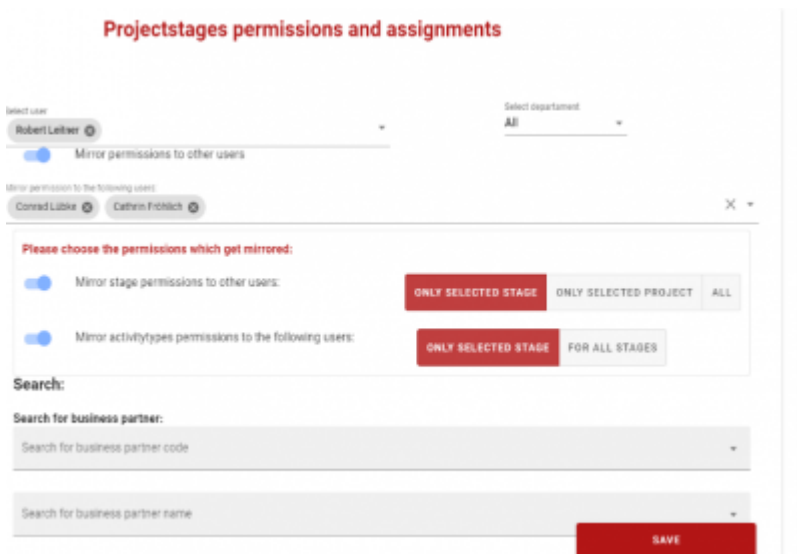 Projectstages permissions and assignments
Select user
Select departament
Robert Leitner
All
Mirror permissions to other users
Mirror permission to the following users:
Conrad Lübke Cathrin Fröhlich
Please choose the permissions which get mirrored:
Mirror stage permissions to other users:
ONLY SELECTED STAGE ONLY SELECTED PROJECT ALL
Mirror activitytypes permissions to the following users:
ONLY SELECTED STAGE FOR ALL STAGES
Search:
Search for business partner:
Search for business partner code
Search for business partner name
SAVE